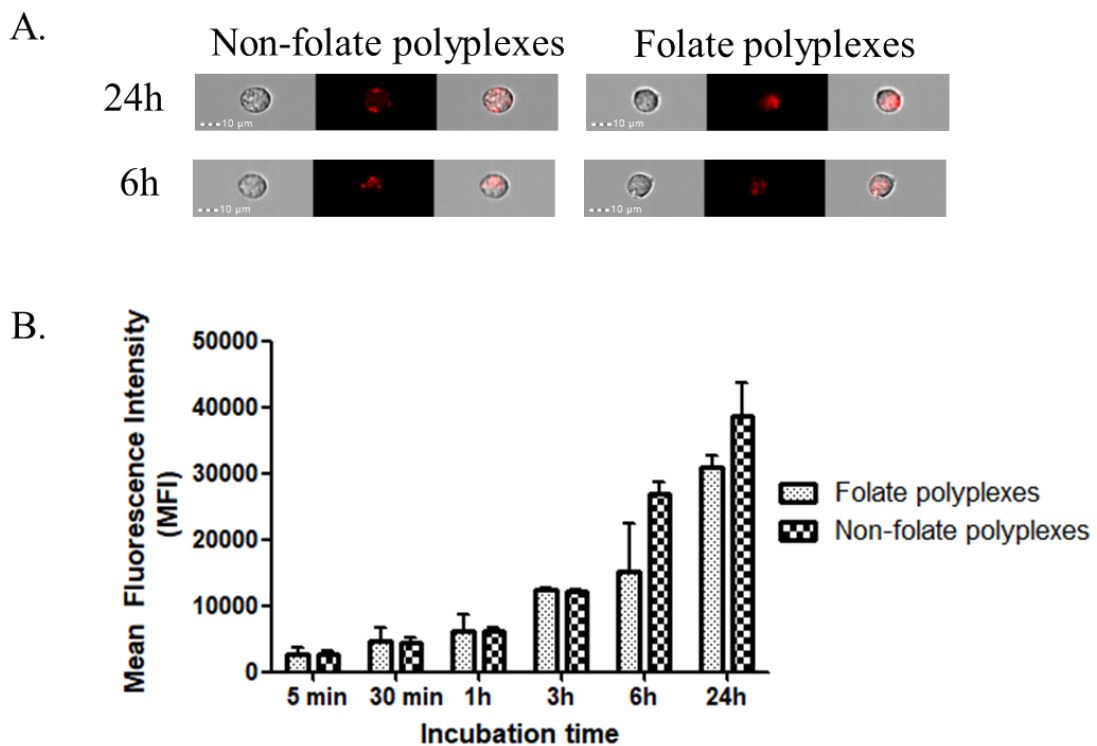 A.
Non-folate polyplexes
Folate polyplexes
24h
10 μm
10 μm
6h
10 μm
10 μm
B.
Mean Fluorescence Intensity
(MFI)
50000
40000
30000
20000
10000
0
5 min 30 min 1h 3h 6h 24h
Incubation time
Folate polyplexes
Non-folate polyplexes